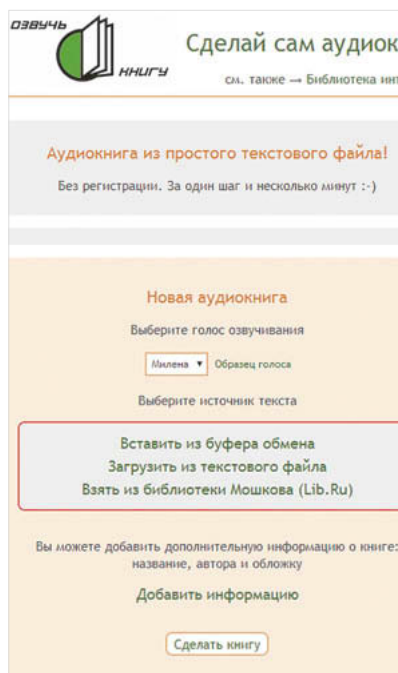 ОЗВУЧЬ
КНИГУ
Сделай сам аудиок
см. также → Библиотека инт
Аудиокнига из простого текстового файла!
Без регистрации. За один шаг и несколько минут :-)
Новая аудиокнига
Выберите голос озвучивания
Милена ▼ Образец голоса
Выберите источник текста
Вставить из буфера обмена
Загрузить из текстового файла
Взять из библиотеки Мошкова (Lib.Ru)
Вы можете добавить дополнительную информацию о книге:
название, автора и обложку
Добавить информацию
Сделать книгу